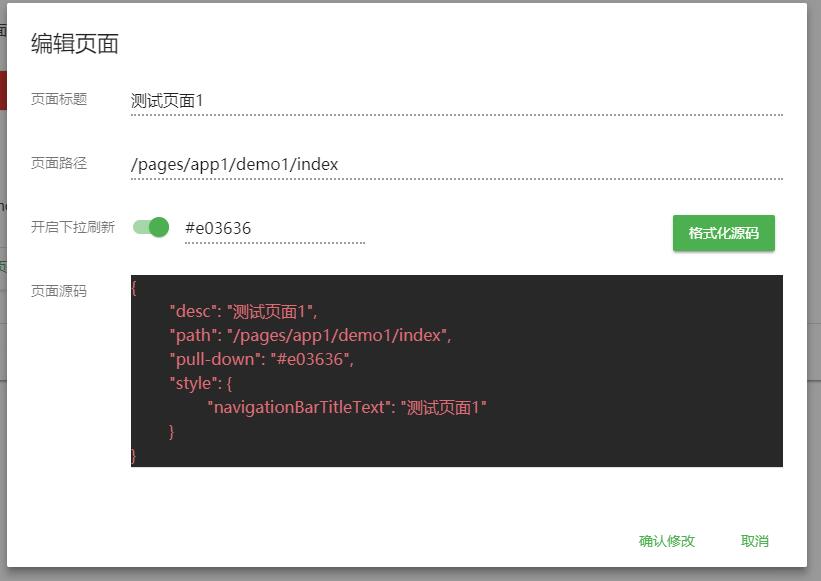 编辑页面
页面标题 测试页面1
页面路径 /pages/app1/demo1/index
开启下拉刷新 #e03636 格式化源码
页面源码
{
"desc": "测试页面1",
"path": "/pages/app1/demo1/index",
"pull-down": "#e03636",
"style": {
"navigationBarTitleText": "测试页面1"
}
}
确认修改 取消